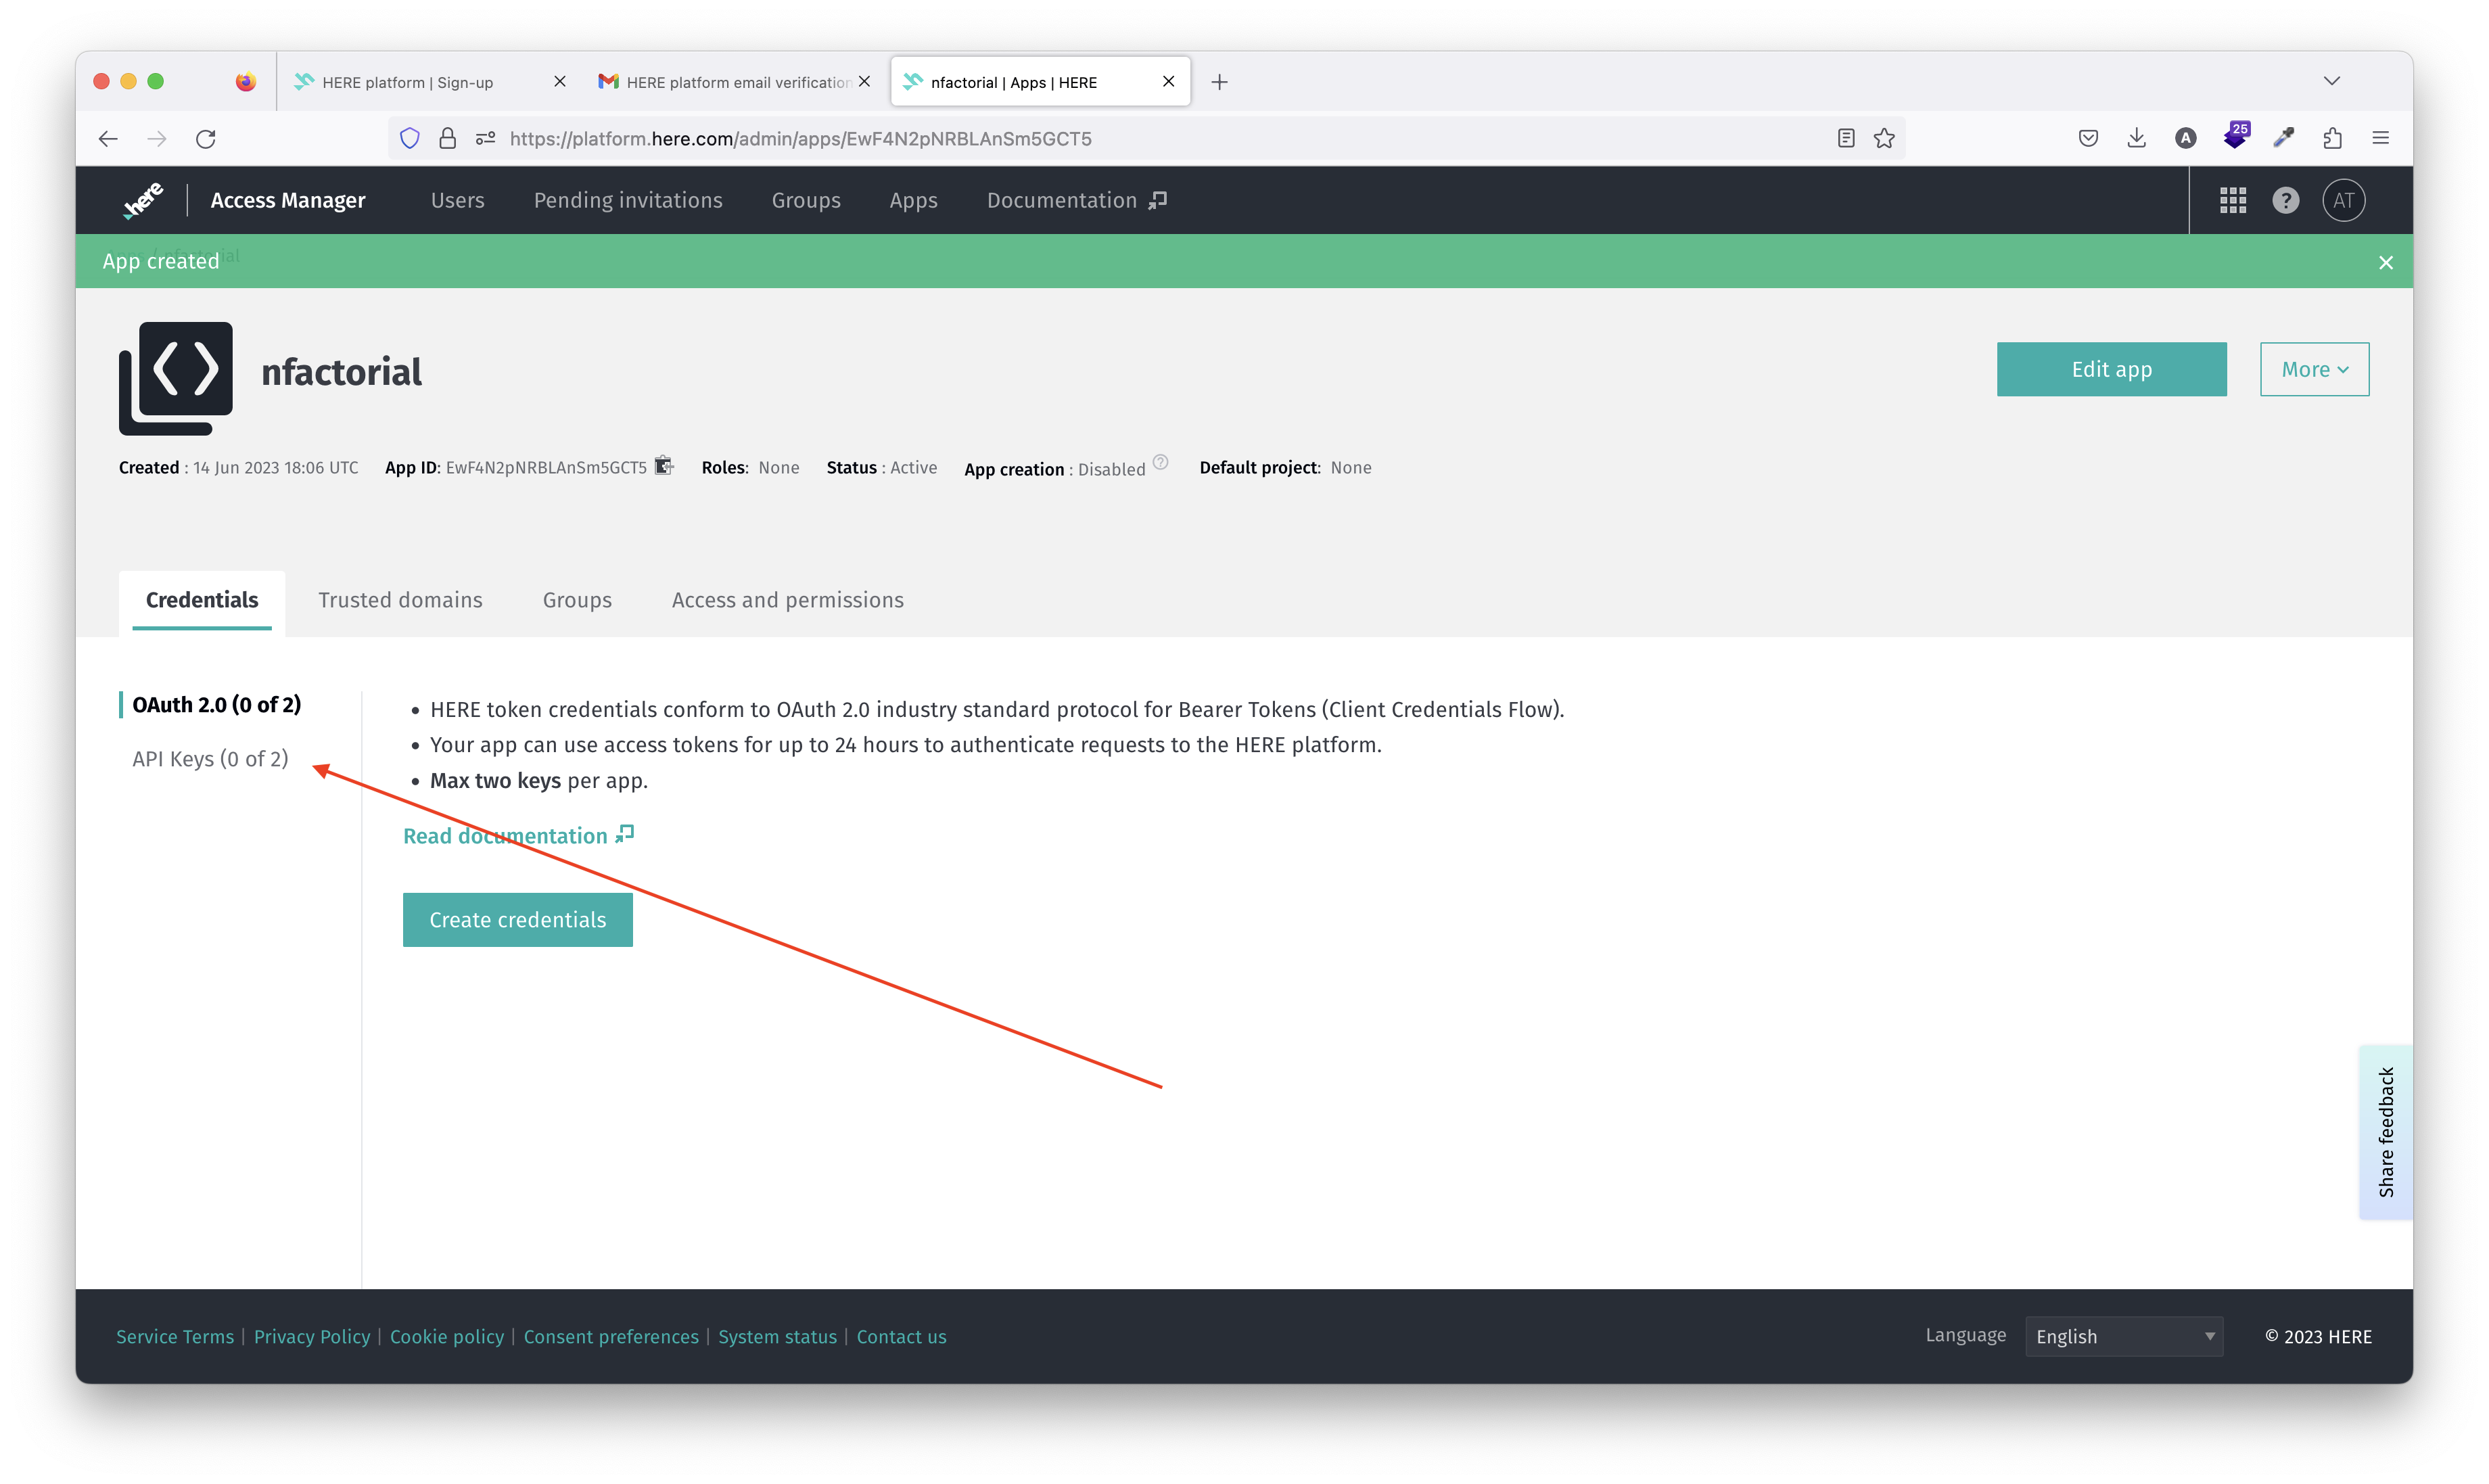 HERE platform | Sign-up
HERE platform email verification
nfactorial | Apps | HERE
https://platform.here.com/admin/apps/EwF4N2pNRBLAnSm5GCT5
A
25
here
Access Manager
Users
Pending invitations
Groups
Apps
Documentation
?
AT
App created
nfactorial
Edit app
More
Created : 14 Jun 2023 18:06 UTC
App ID: EwF4N2pNRBLAnSm5GCT5
Roles: None
Status : Active
App creation : Disabled ?
Default project: None
Credentials
Trusted domains
Groups
Access and permissions
OAuth 2.0 (0 of 2)
API Keys (0 of 2)
• HERE token credentials conform to OAuth 2.0 industry standard protocol for Bearer Tokens (Client Credentials Flow).
• Your app can use access tokens for up to 24 hours to authenticate requests to the HERE platform.
• Max two keys per app.
Read documentation
Create credentials
Share feedback
Service Terms | Privacy Policy | Cookie policy | Consent preferences | System status | Contact us
Language
English
© 2023 HERE